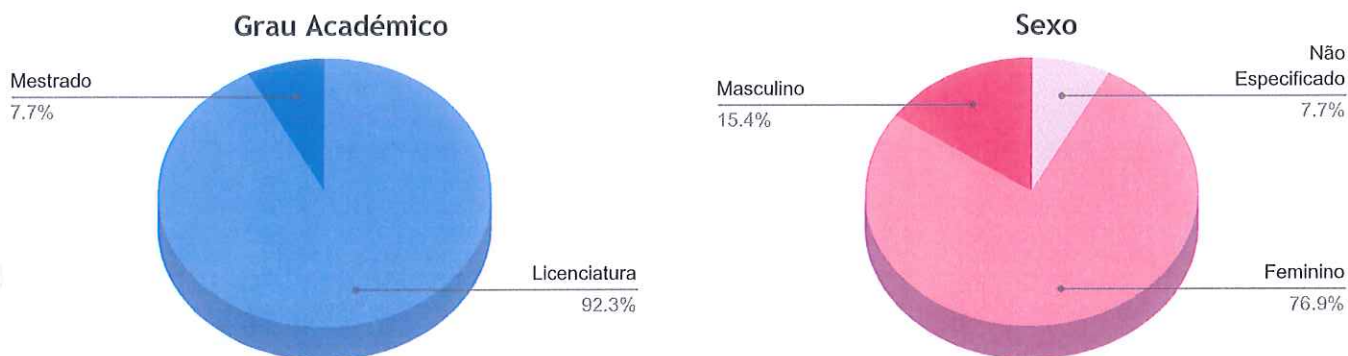 Grau Académico
Mestrado
7.7%
Licenciatura
92.3%
Sexo
Masculino
15.4%
Não
Especificado
7.7%
Feminino
76.9%